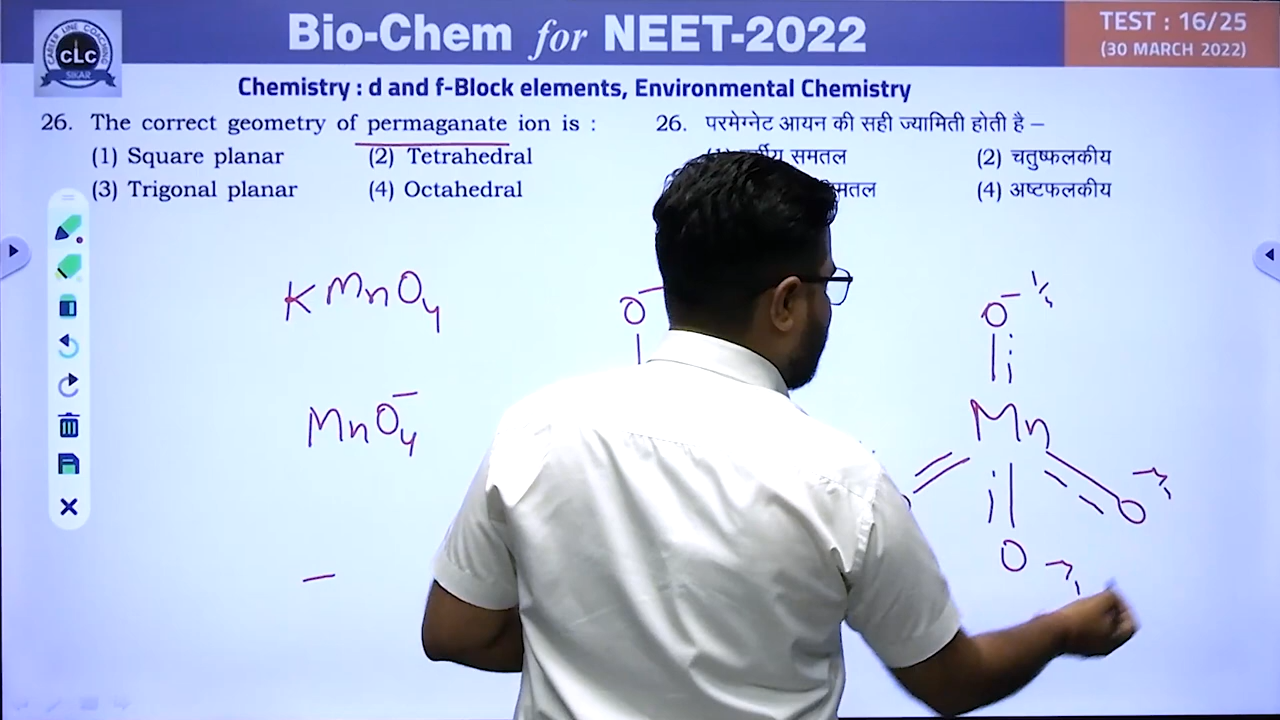 CAREER LINE COACHING
CLC
SIKAR
Bio-Chem for NEET-2022
TEST : 16/25
(30 MARCH 2022)
Chemistry : d and f-Block elements, Environmental Chemistry
26. The correct geometry of permaganate ion is :
(1) Square planar (2) Tetrahedral
(3) Trigonal planar (4) Octahedral
26. परमेग्नेट आयन की सही ज्यामिती होती है –
समतल (2) चतुष्फलकीय
(4) अष्टफलकीय
KMnO4
MnO4−
O−
O−
Mn
O
O